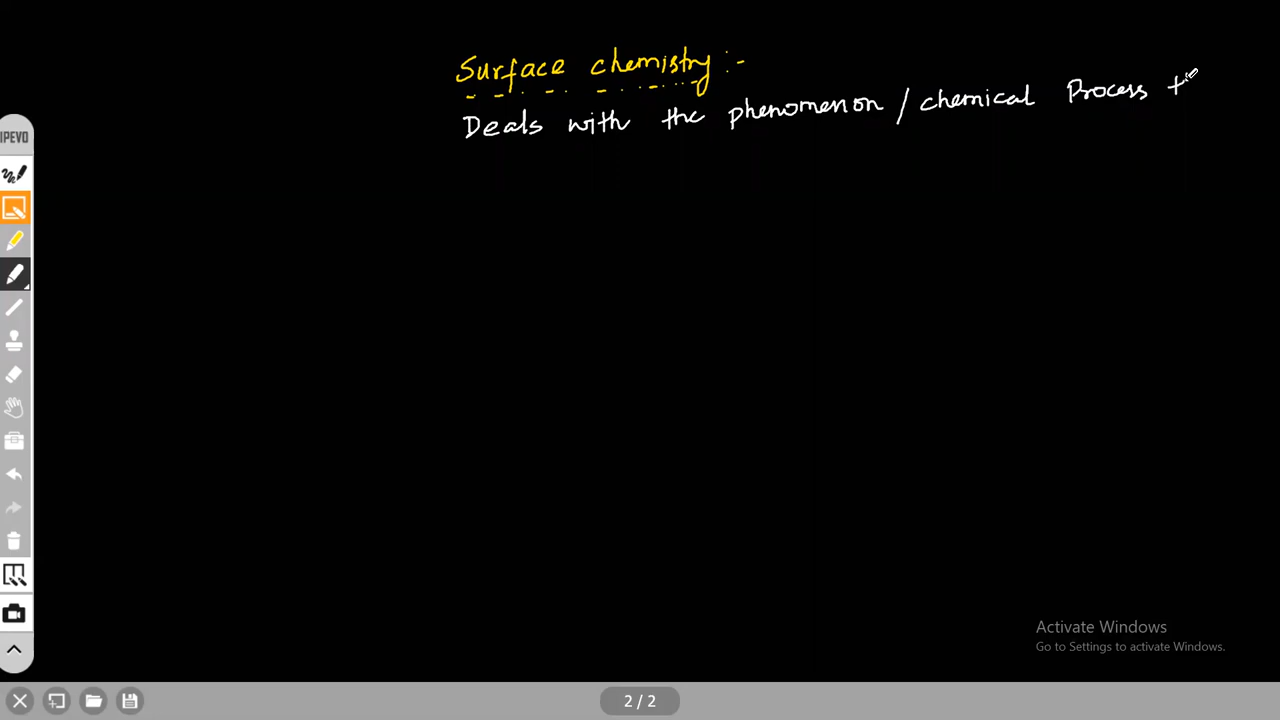 Surface chemistry :-
Deals with the phenomenon / chemical Process
IPEVO
Activate Windows
Go to Settings to activate Windows.
2 / 2